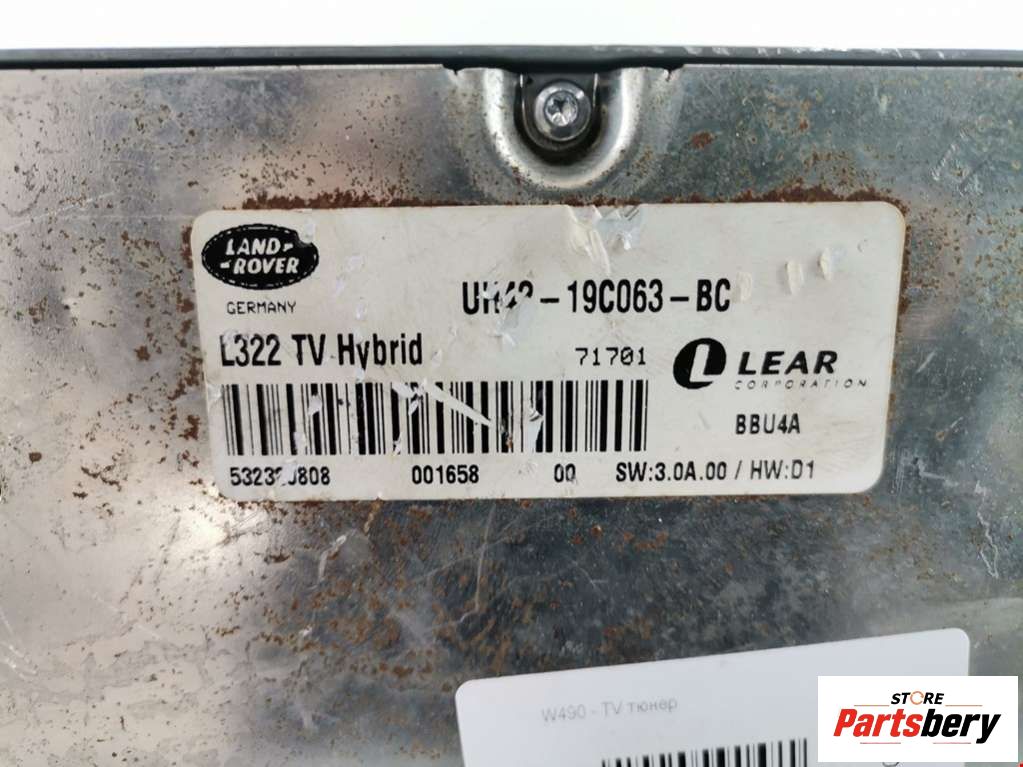 LAND-
-ROVER
GERMANY
-19C063-BC
L322 TV Hybrid
71701
LEAR
CORPORATION
BBU4A
001658
00
SW:3.0A.00 / HW:D1
W490 - TV тюнер
STORE
Partsbery